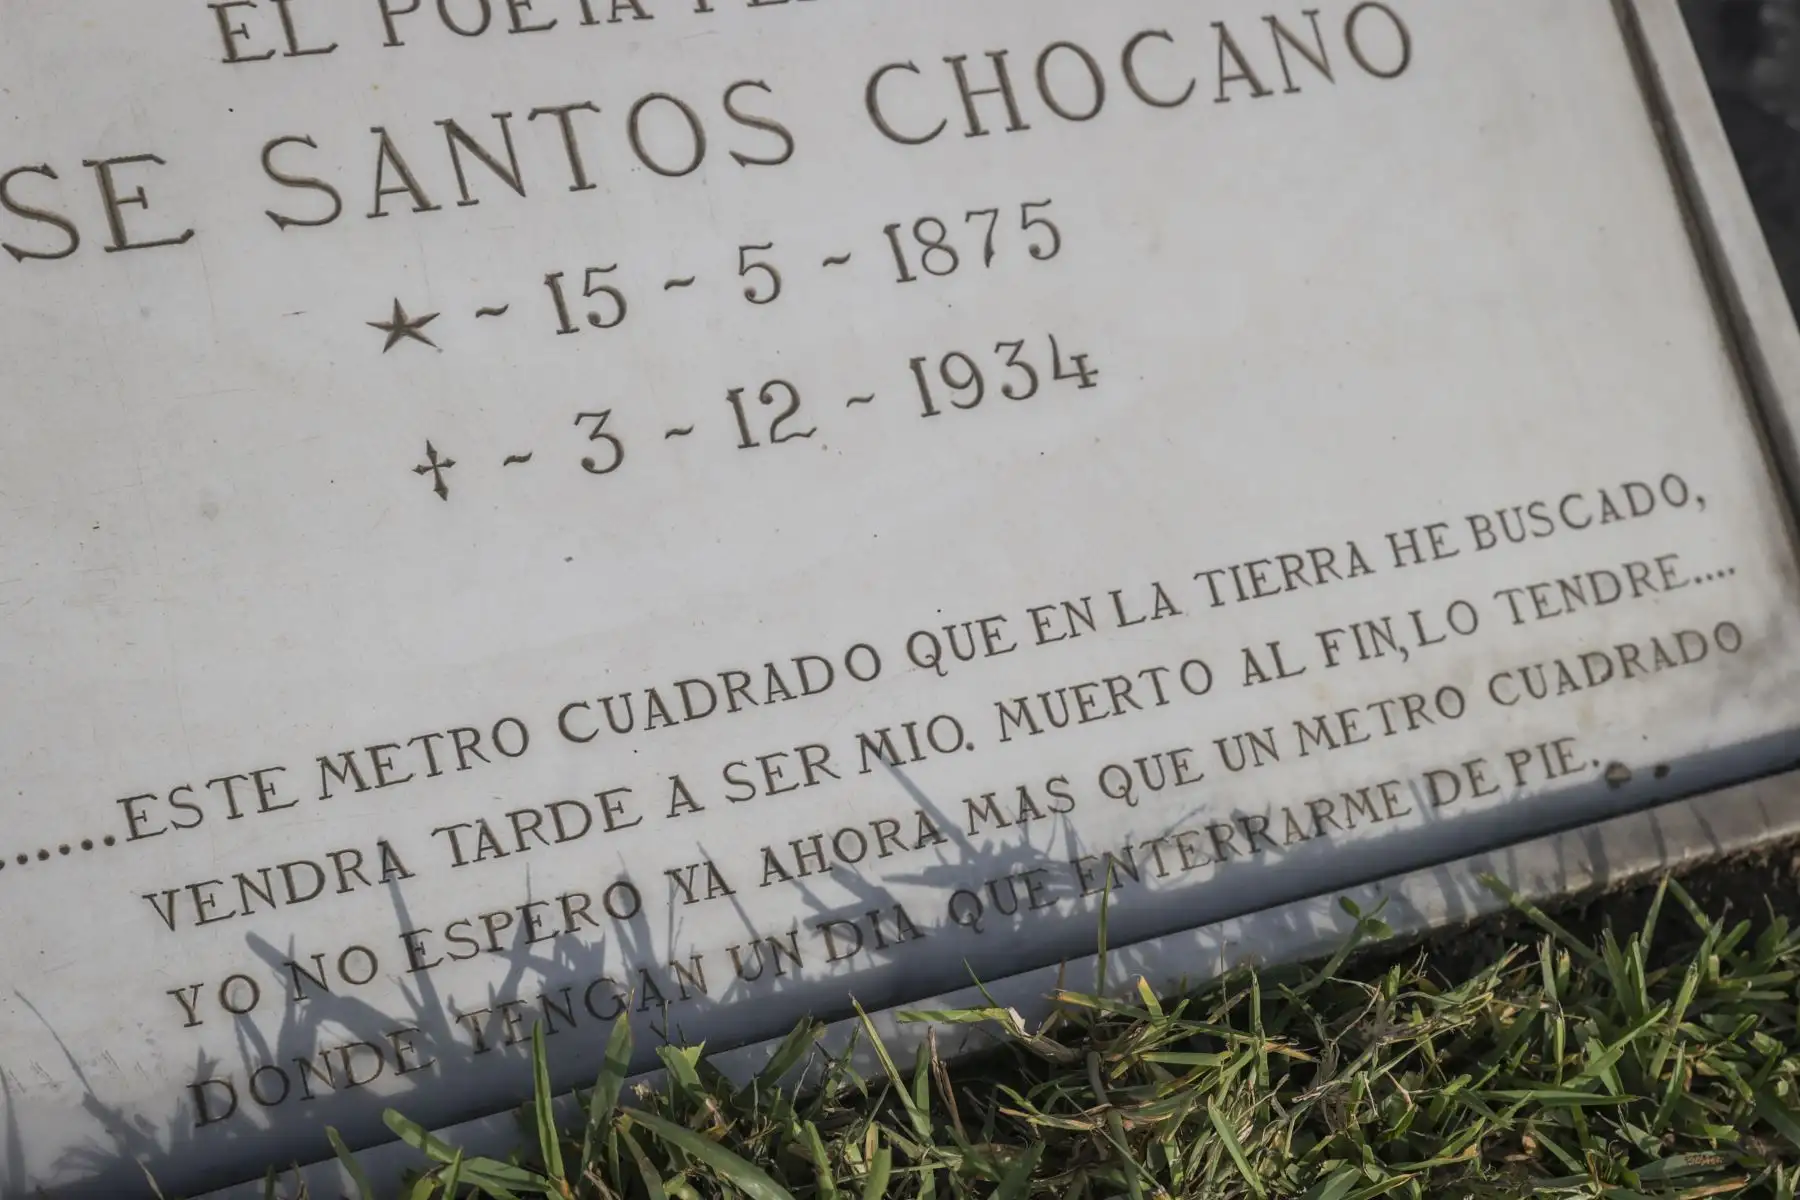 EL POETA
SE SANTOS CHOCANO
★ ~ 15 ~ 5 ~ 1875
✝ ~ 3 ~ 12 ~ 1934
......ESTE METRO CUADRADO QUE EN LA TIERRA HE BUSCADO,
VENDRA TARDE A SER MIO. MUERTO AL FIN, LO TENDRE....
YO NO ESPERO YA AHORA MAS QUE UN METRO CUADRADO
DONDE TENGAN UN DIA QUE ENTERRARME DE PIE.